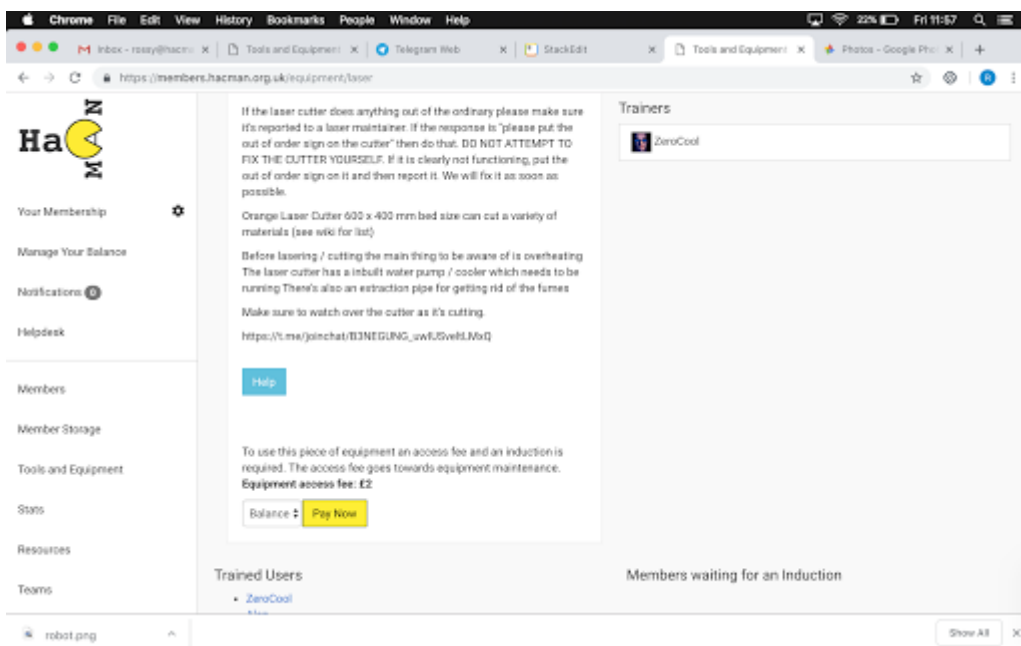 Chrome File Edit View History Bookmarks People Window Help 22% Fri 11:57
Inbox - rossy@hacm Tools and Equipment Telegram Web StackEdit Tools and Equipment Photos - Google Pho
https://members.hacman.org.uk/equipment/laser
HaCMAN
Your Membership
Manage Your Balance
Notifications 0
Helpdesk
Members
Member Storage
Tools and Equipment
Stats
Resources
Teams
If the laser cutter does anything out of the ordinary please make sure
it's reported to a laser maintainer. If the response is "please put the
out of order sign on the cutter" then do that. DO NOT ATTEMPT TO
FIX THE CUTTER YOURSELF. If it is clearly not functioning, put the
out of order sign on it and then report it. We will fix it as soon as
possible.
Orange Laser Cutter 600 x 400 mm bed size can cut a variety of
materials (see wiki for list)
Before lasering / cutting the main thing to be aware of is overheating
The laser cutter has a inbuilt water pump / cooler which needs to be
running There's also an extraction pipe for getting rid of the fumes
Make sure to watch over the cutter as it's cutting.
Help
To use this piece of equipment an access fee and an induction is
required. The access fee goes towards equipment maintenance.
Equipment access fee: £2
Balance Pay Now
Trainers
ZeroCool
Trained Users
ZeroCool
Members waiting for an Induction
robot.png
Show All